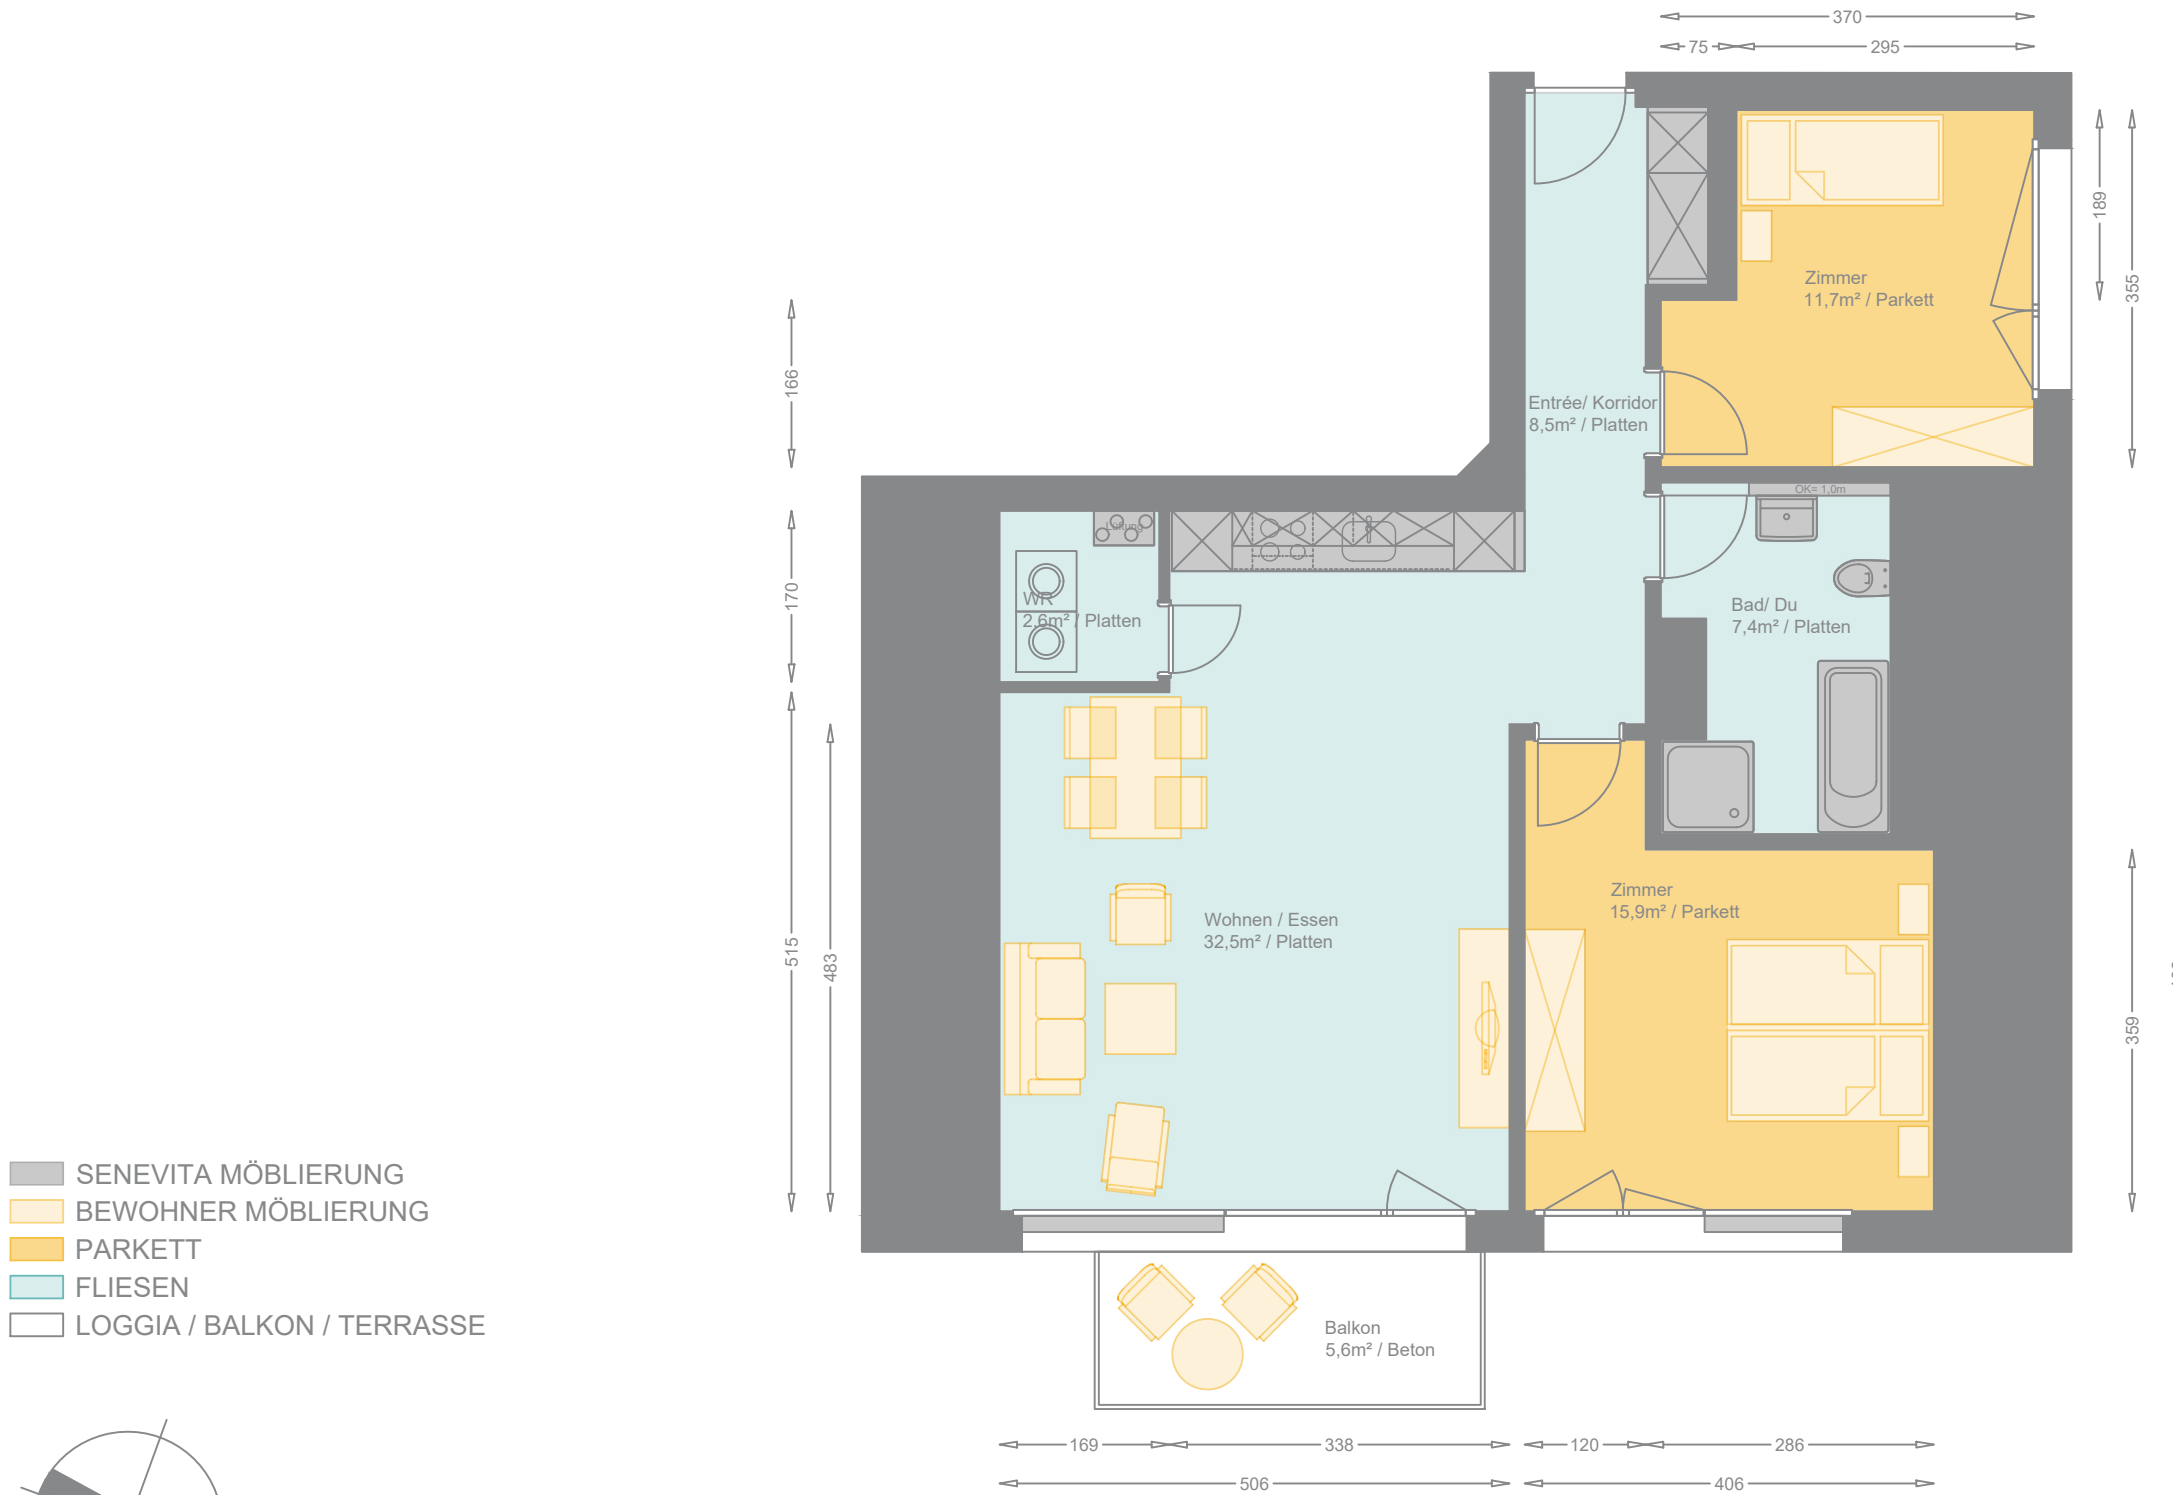 370
75
295
189
355
166
Zimmer
11,7m² / Parkett
Entrée/ Korridor
8,5m² / Platten
OK= 1,0m
Lüftung
170
WR
2,6m² / Platten
Bad/ Du
7,4m² / Platten
515
483
Wohnen / Essen
32,5m² / Platten
Zimmer
15,9m² / Parkett
359
SENEVITA MÖBLIERUNG
BEWOHNER MÖBLIERUNG
PARKETT
FLIESEN
LOGGIA / BALKON / TERRASSE
Balkon
5,6m² / Beton
169
338
120
286
506
406